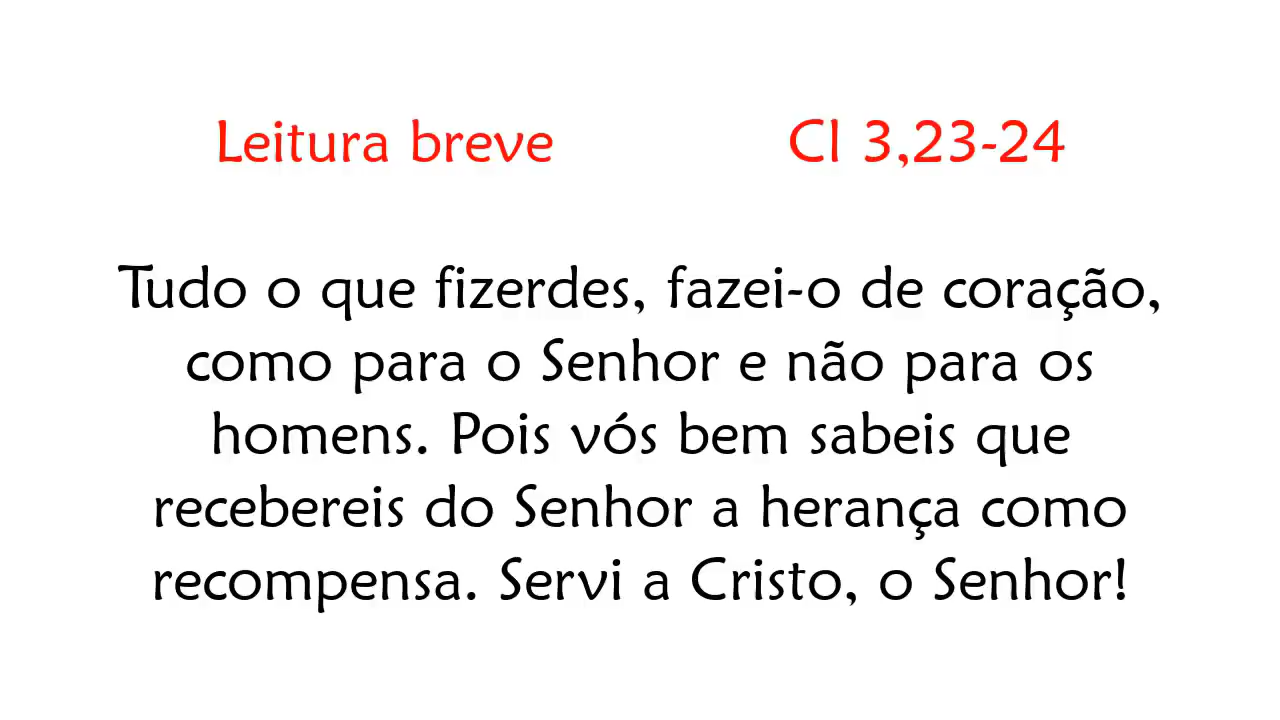 Leitura breve Cl 3,23-24
Tudo o que fizerdes, fazei-o de coração,
como para o Senhor e não para os
homens. Pois vós bem sabeis que
recebereis do Senhor a herança como
recompensa. Servi a Cristo, o Senhor!